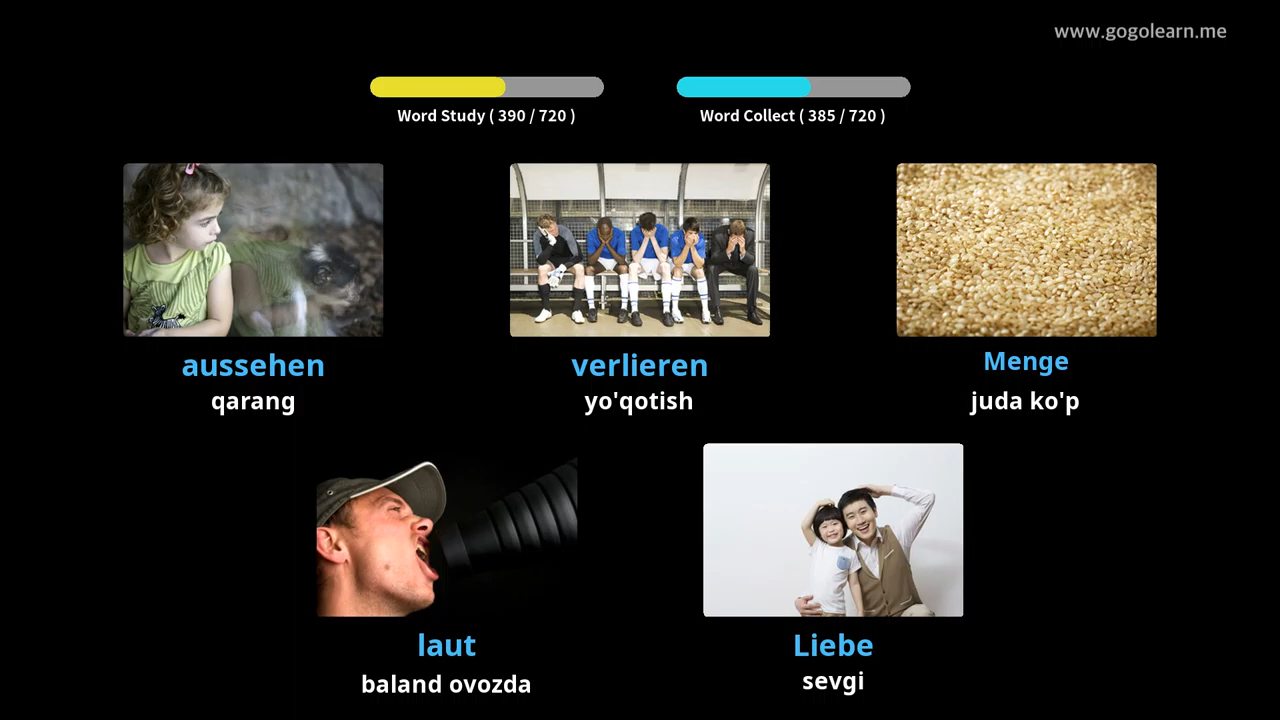 www.gogolearn.me
Word Study ( 390 / 720 )
Word Collect ( 385 / 720 )
aussehen
qarang
verlieren
yo'qotish
Menge
juda ko'p
laut
baland ovozda
Liebe
sevgi